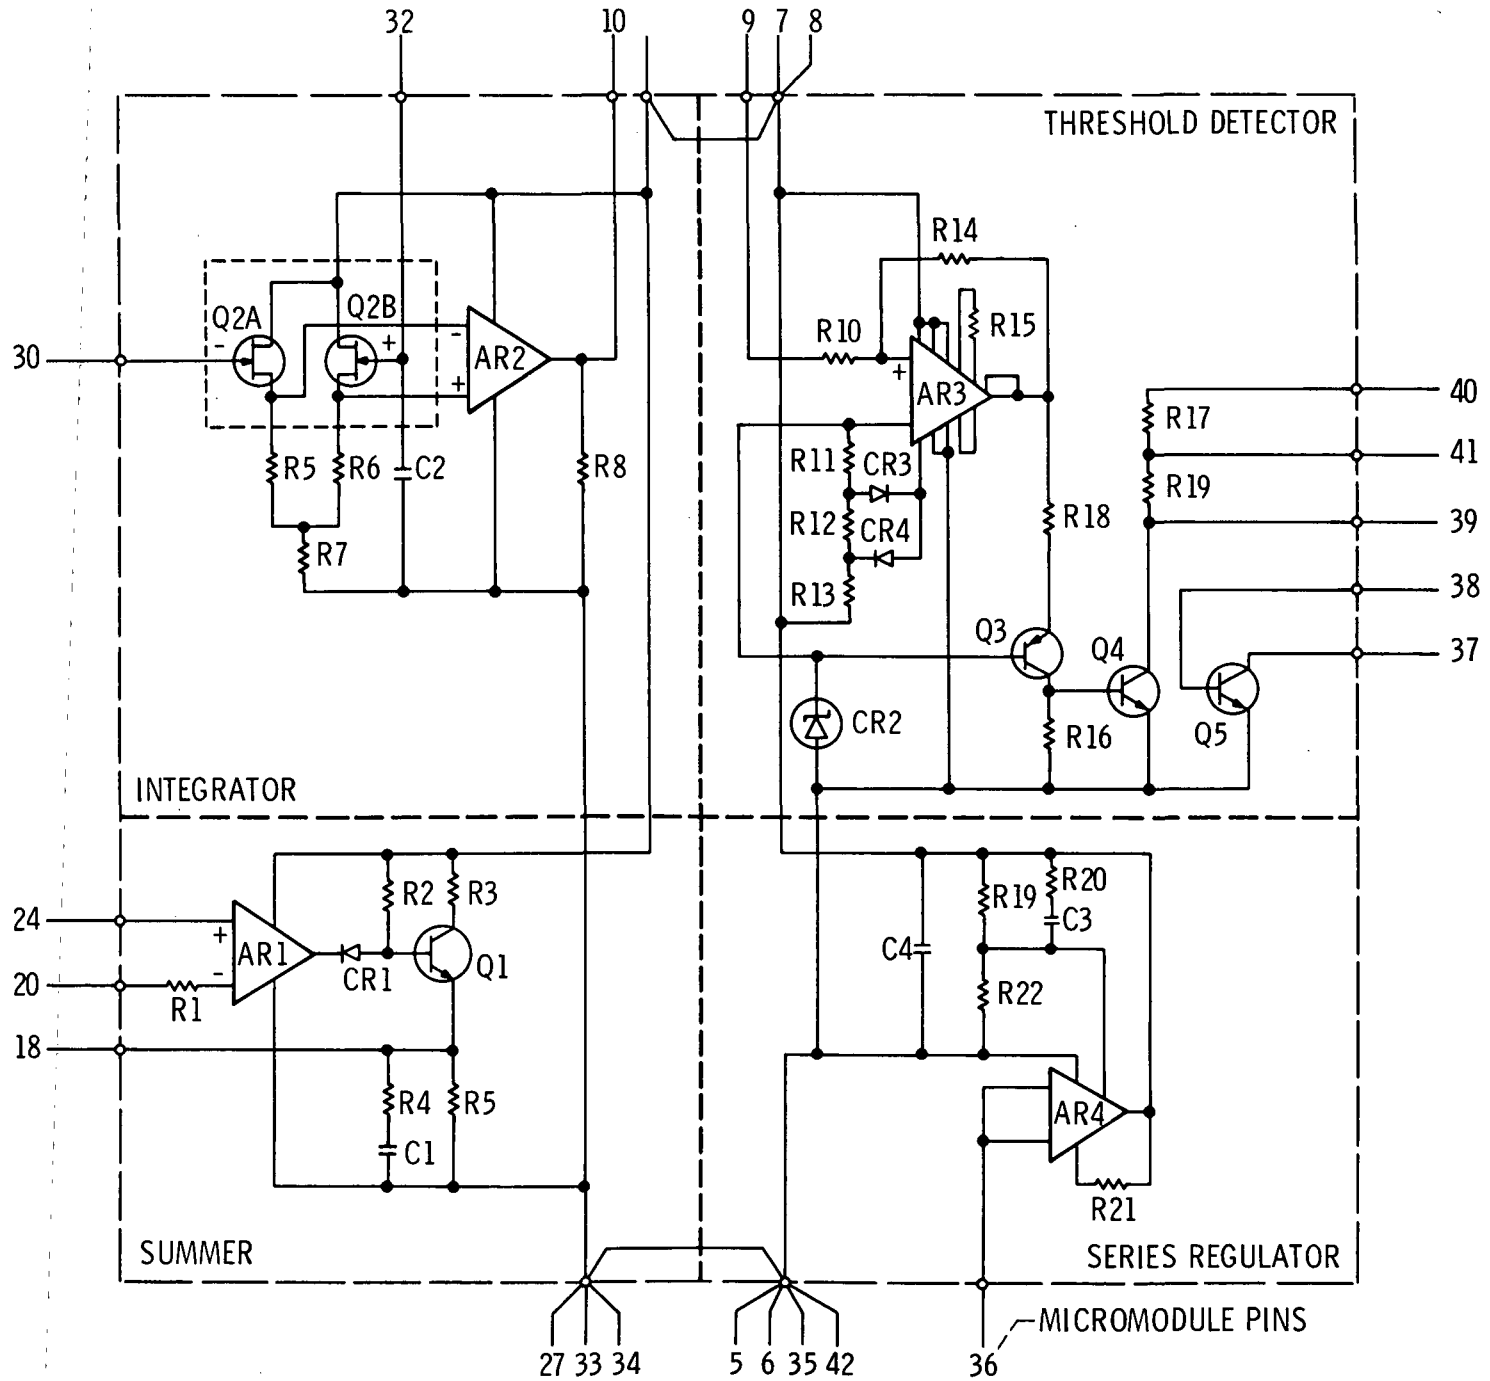 32 10 9 7 8
THRESHOLD DETECTOR
R14
Q2A Q2B
- +
R10 R15
30
- AR2
+
+ AR3
40
R17
41
R5 R6 C2 R8
R11 CR3
R19
R12 CR4 R18
39
R7
R13
38
Q3 Q4
37
CR2 R16 Q5
INTEGRATOR
R2 R3
R19 R20
C3
24
+ AR1
-
CR1 Q1
C4
20
R1
R22
18
R4 R5
AR4
C1
R21
SUMMER
SERIES REGULATOR
MICROMODULE PINS
27 33 34 5 6 35 42 36